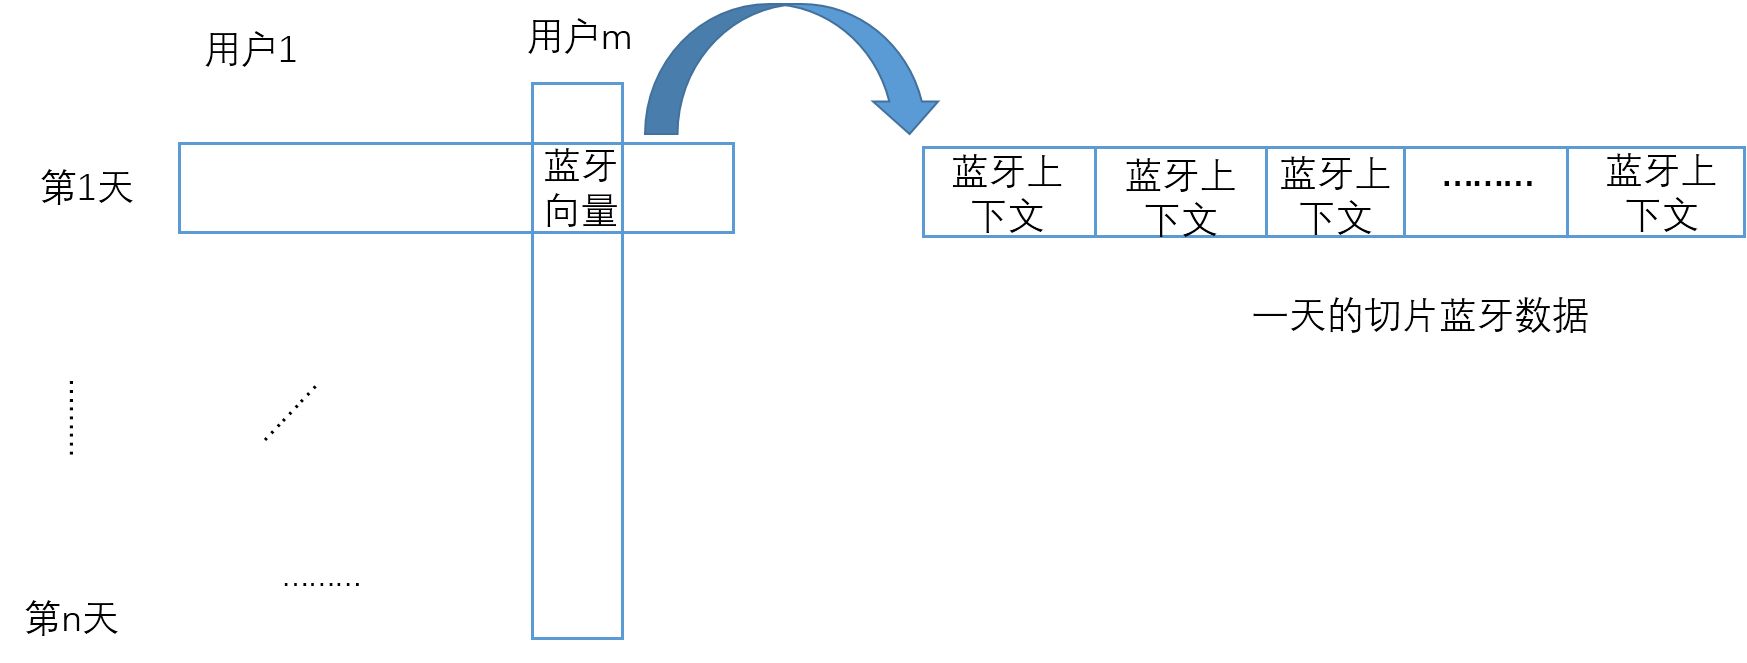 用户1
用户m
第1天
蓝牙
向量
蓝牙上
下文
蓝牙上
下文
蓝牙上
下文
………
蓝牙上
下文
一天的切片蓝牙数据
………
第n天